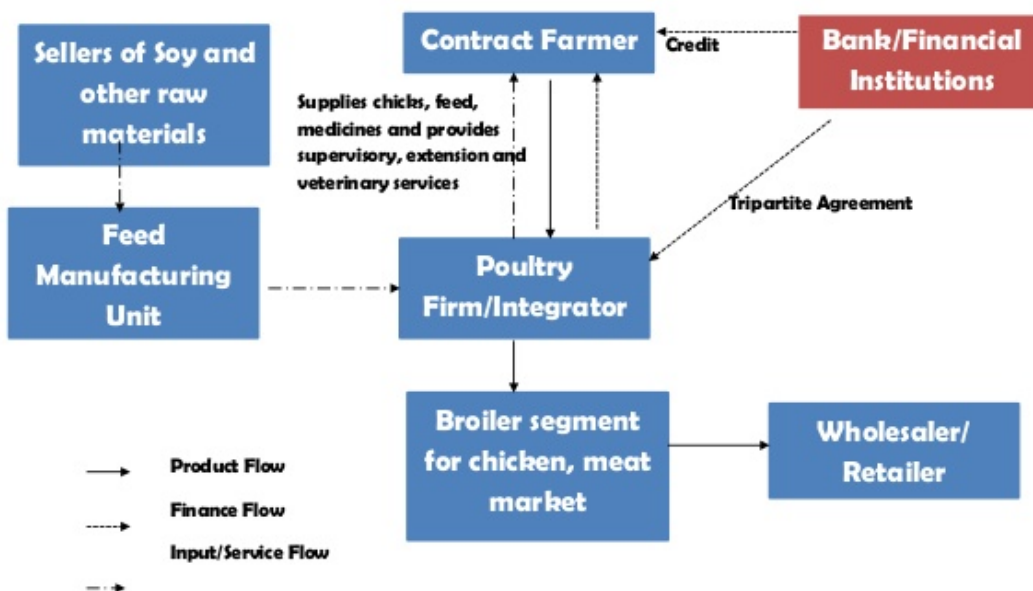 Sellers of Soy and
other raw
materials
Contract Farmer
Credit
Bank/Financial
Institutions
Supplies chicks, feed,
medicines and provides
supervisory, extension and
veterinary services
Tripartite Agreement
Feed
Manufacturing
Unit
Poultry
Firm/Integrator
Broiler segment
for chicken, meat
market
Wholesaler/
Retailer
Product Flow
Finance Flow
Input/Service Flow